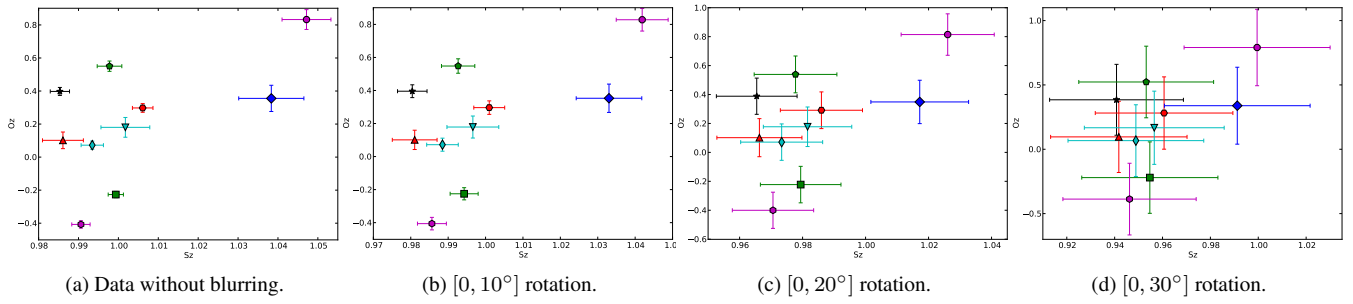 0.8
0.6
0.4
0.2
0.0
−0.2
−0.4
Oz
0.98 0.99 1.00 1.01 1.02 1.03 1.04 1.05
Sz
(a) Data without blurring.
0.8
0.6
0.4
0.2
0.0
−0.2
−0.4
Oz
0.97 0.98 0.99 1.00 1.01 1.02 1.03 1.04 1.0
Sz
(b) [0, 10°] rotation.
1.0
0.8
0.6
0.4
0.2
0.0
−0.2
−0.4
−0.6
Oz
0.96 0.98 1.00 1.02 1.04
Sz
(c) [0, 20°] rotation.
1.0
0.5
0.0
−0.5
Oz
0.92 0.94 0.96 0.98 1.00 1.02
Sz
(d) [0, 30°] rotation.